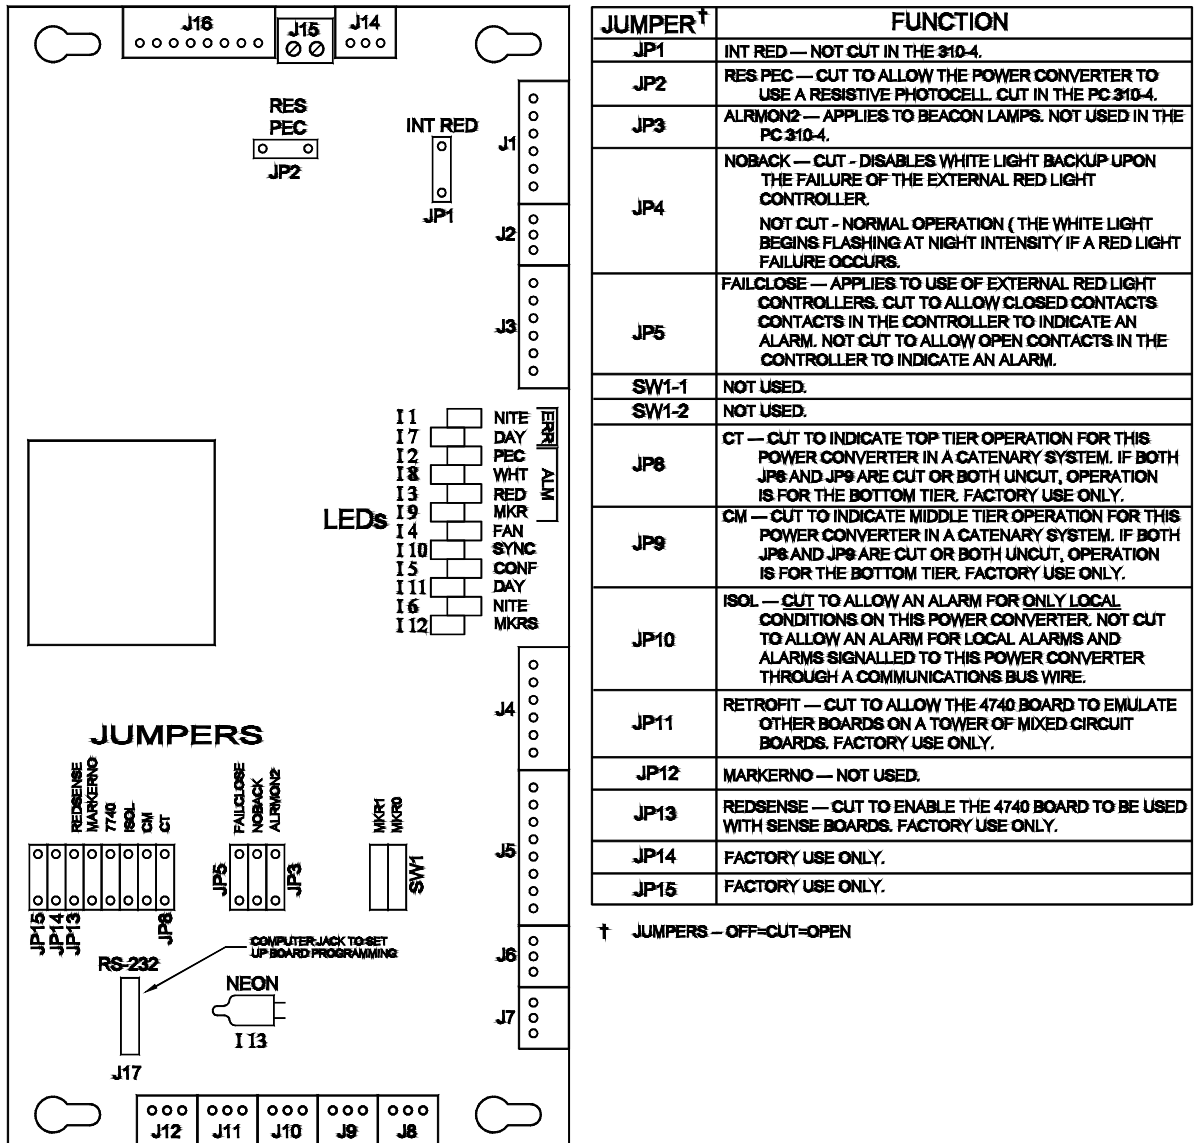 J16
J15
J14
RES
PEC
JP2
INT RED
JP1
J1
J2
J3
LEDs
I 1 NITE
I 7 DAY
I 2 PEC
I 8 WHT
I 3 RED
I 9 MKR
I 4 FAN
I 10 SYNC
I 5 CONF
I 11 DAY
I 6 NITE
I 12 MKRS
ERR
ALM
J4
J5
J6
J7
JUMPERS
REDSENSE
MARKERNO
7740
ISOL
CM
CT
FAILCLOSE
NOBACK
ALRMON2
MKR1
MKR0
JP15
JP14
JP13
JP8
JP5
JP3
SW1
COMPUTER JACK TO SET
UP BOARD PROGRAMMING
RS-232
J17
NEON
I 13
J12
J11
J10
J9
J8
JUMPER† FUNCTION
JP1 INT RED — NOT CUT IN THE 310-4.
JP2 RES PEC — CUT TO ALLOW THE POWER CONVERTER TO
USE A RESISTIVE PHOTOCELL. CUT IN THE PC 310-4.
JP3 ALRMON2 — APPLIES TO BEACON LAMPS. NOT USED IN THE
PC 310-4.
JP4 NOBACK — CUT - DISABLES WHITE LIGHT BACKUP UPON
THE FAILURE OF THE EXTERNAL RED LIGHT
CONTROLLER.
NOT CUT - NORMAL OPERATION ( THE WHITE LIGHT
BEGINS FLASHING AT NIGHT INTENSITY IF A RED LIGHT
FAILURE OCCURS.
JP5 FAILCLOSE — APPLIES TO USE OF EXTERNAL RED LIGHT
CONTROLLERS. CUT TO ALLOW CLOSED CONTACTS
CONTACTS IN THE CONTROLLER TO INDICATE AN
ALARM. NOT CUT TO ALLOW OPEN CONTACTS IN THE
CONTROLLER TO INDICATE AN ALARM.
SW1-1 NOT USED.
SW1-2 NOT USED.
JP8 CT — CUT TO INDICATE TOP TIER OPERATION FOR THIS
POWER CONVERTER IN A CATENARY SYSTEM. IF BOTH
JP8 AND JP9 ARE CUT OR BOTH UNCUT, OPERATION
IS FOR THE BOTTOM TIER. FACTORY USE ONLY.
JP9 CM — CUT TO INDICATE MIDDLE TIER OPERATION FOR THIS
POWER CONVERTER IN A CATENARY SYSTEM. IF BOTH
JP8 AND JP9 ARE CUT OR BOTH UNCUT, OPERATION
IS FOR THE BOTTOM TIER. FACTORY USE ONLY.
JP10 ISOL — CUT TO ALLOW AN ALARM FOR ONLY LOCAL
CONDITIONS ON THIS POWER CONVERTER. NOT CUT
TO ALLOW AN ALARM FOR LOCAL ALARMS AND
ALARMS SIGNALLED TO THIS POWER CONVERTER
THROUGH A COMMUNICATIONS BUS WIRE.
JP11 RETROFIT — CUT TO ALLOW THE 4740 BOARD TO EMULATE
OTHER BOARDS ON A TOWER OF MIXED CIRCUIT
BOARDS. FACTORY USE ONLY.
JP12 MARKERNO — NOT USED.
JP13 REDSENSE — CUT TO ENABLE THE 4740 BOARD TO BE USED
WITH SENSE BOARDS. FACTORY USE ONLY.
JP14 FACTORY USE ONLY.
JP15 FACTORY USE ONLY.
† JUMPERS – OFF=CUT=OPEN